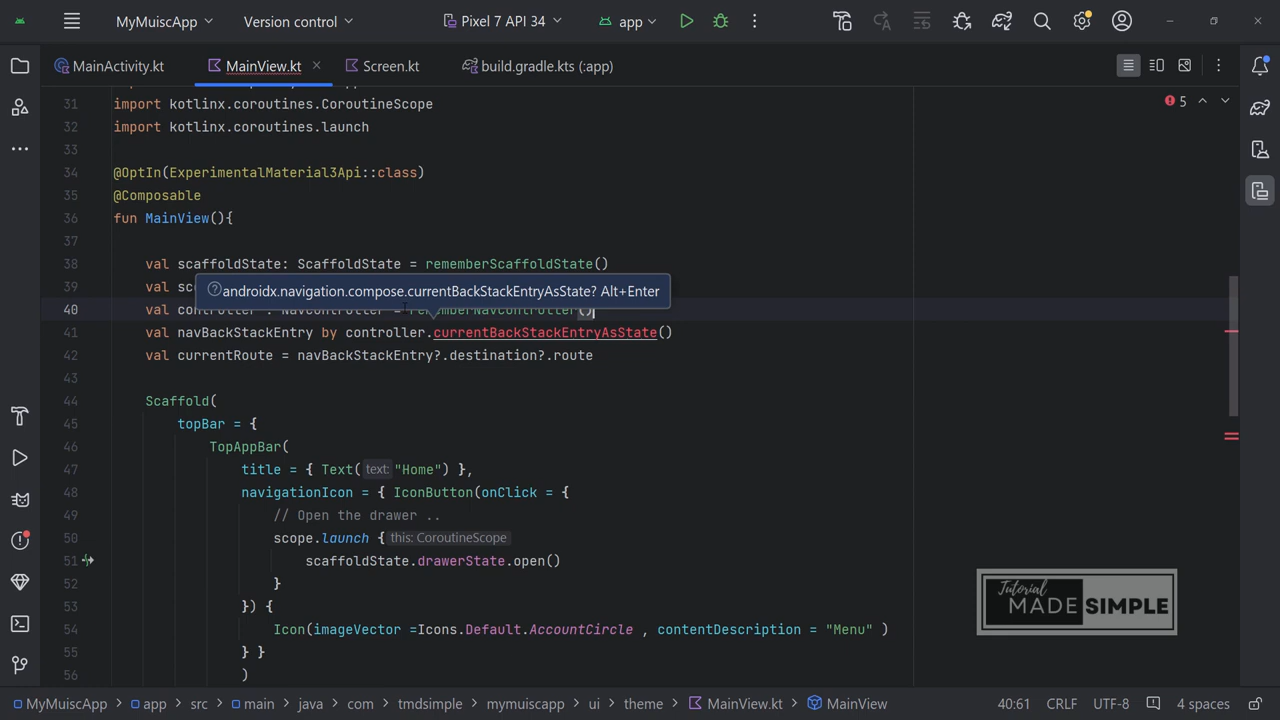 MyMuiscApp
Version control
Pixel 7 API 34
app
MainActivity.kt
MainView.kt
Screen.kt
build.gradle.kts (:app)
31 import kotlinx.coroutines.CoroutineScope
5
32 import kotlinx.coroutines.launch
33
34 @OptIn(ExperimentalMaterial3Api::class)
35 @Composable
36 fun MainView(){
37
38 val scaffoldState: ScaffoldState = rememberScaffoldState()
39 val
androidx.navigation.compose.currentBackStackEntryAsState? Alt+Enter
40 val controller : NavController = rememberNavController()
41 val navBackStackEntry by controller.currentBackStackEntryAsState()
42 val currentRoute = navBackStackEntry?.destination?.route
43
44 Scaffold(
45 topBar = {
46 TopAppBar(
47 title = { Text( text: "Home") },
48 navigationIcon = { IconButton(onClick = {
49 // Open the drawer ..
50 scope.launch { this: CoroutineScope
51 scaffoldState.drawerState.open()
52 }
53 }) {
54 Icon(imageVector =Icons.Default.AccountCircle , contentDescription = "Menu" )
55 } }
56 )
Tutorial
MADE SIMPLE
MyMuiscApp > app > src > main > java > com > tmdsimple > mymuiscapp > ui > theme > MainView.kt > MainView
40:61 CRLF UTF-8 4 spaces